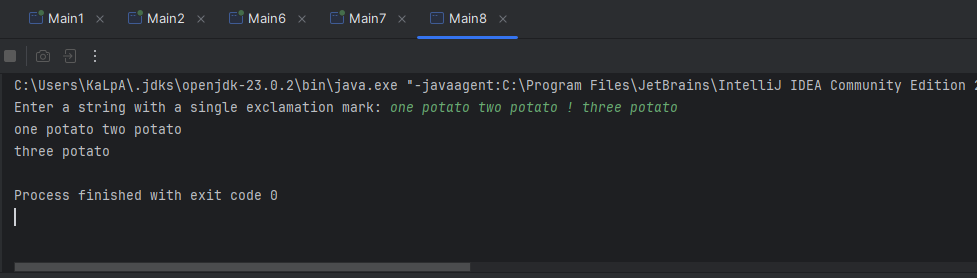 Main1 Main2 Main6 Main7 Main8
C:\Users\KaLpA\.jdks\openjdk-23.0.2\bin\java.exe "-javaagent:C:\Program Files\JetBrains\IntelliJ IDEA Community Edition
Enter a string with a single exclamation mark: one potato two potato ! three potato
one potato two potato
three potato
Process finished with exit code 0